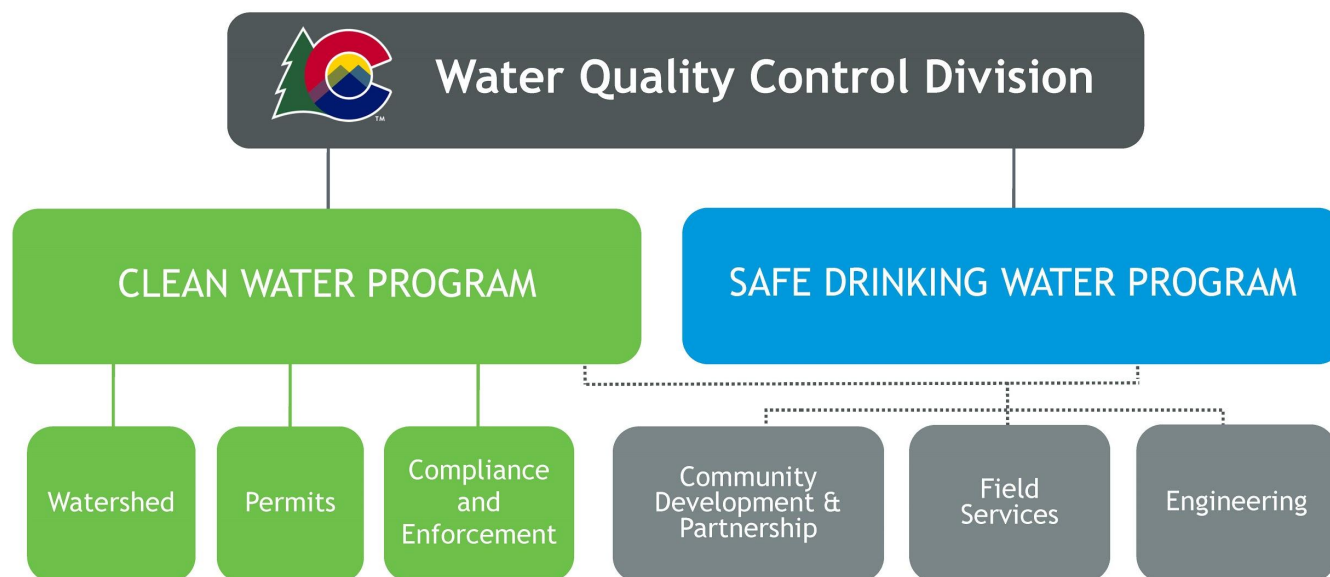 Water Quality Control Division
TM
CLEAN WATER PROGRAM
SAFE DRINKING WATER PROGRAM
Watershed
Permits
Compliance
and
Enforcement
Community
Development &
Partnership
Field
Services
Engineering